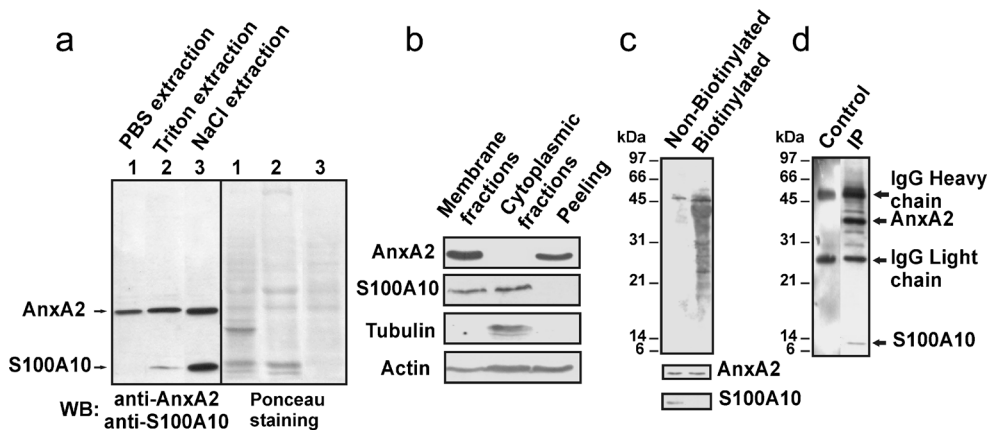 a
PBS extraction
Triton extraction
NaCl extraction
1 2 3 1 2 3
AnxA2
S100A10
WB: anti-AnxA2
anti-S100A10
Ponceau
staining
b
Membrane
fractions
Cytoplasmic
fractions
Peeling
AnxA2
S100A10
Tubulin
Actin
c
Non-Biotinylated
Biotinylated
kDa
97
66
45
31
21
14
6
AnxA2
S100A10
d
Control
IP
kDa
97
66
45
31
21
14
6
IgG Heavy
chain
AnxA2
IgG Light
chain
S100A10